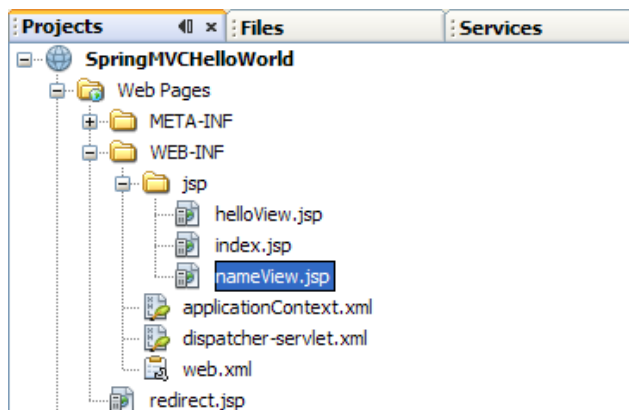 Projects Files Services
SpringMVCHelloWorld
Web Pages
META-INF
WEB-INF
jsp
helloView.jsp
index.jsp
nameView.jsp
applicationContext.xml
dispatcher-servlet.xml
web.xml
redirect.jsp